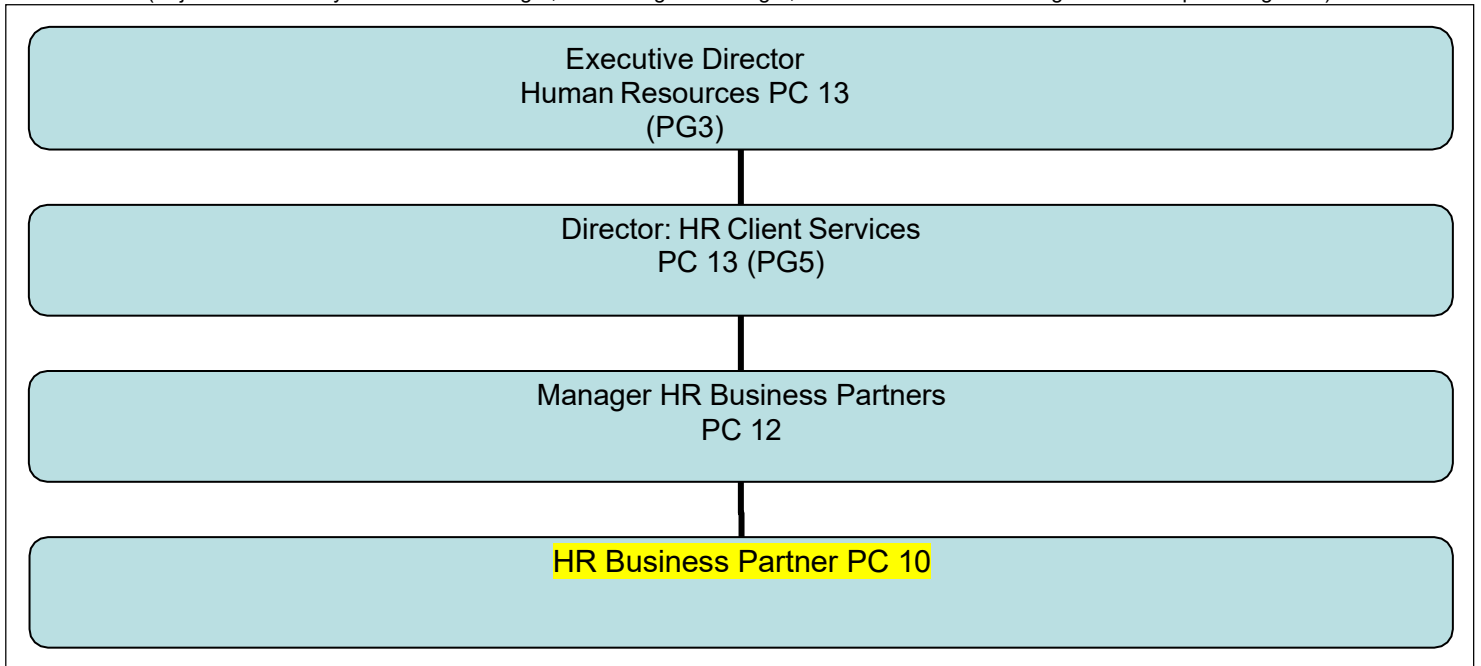 Executive Director
Human Resources PC 13
(PG3)
Director: HR Client Services
PC 13 (PG5)
Manager HR Business Partners
PC 12
HR Business Partner PC 10